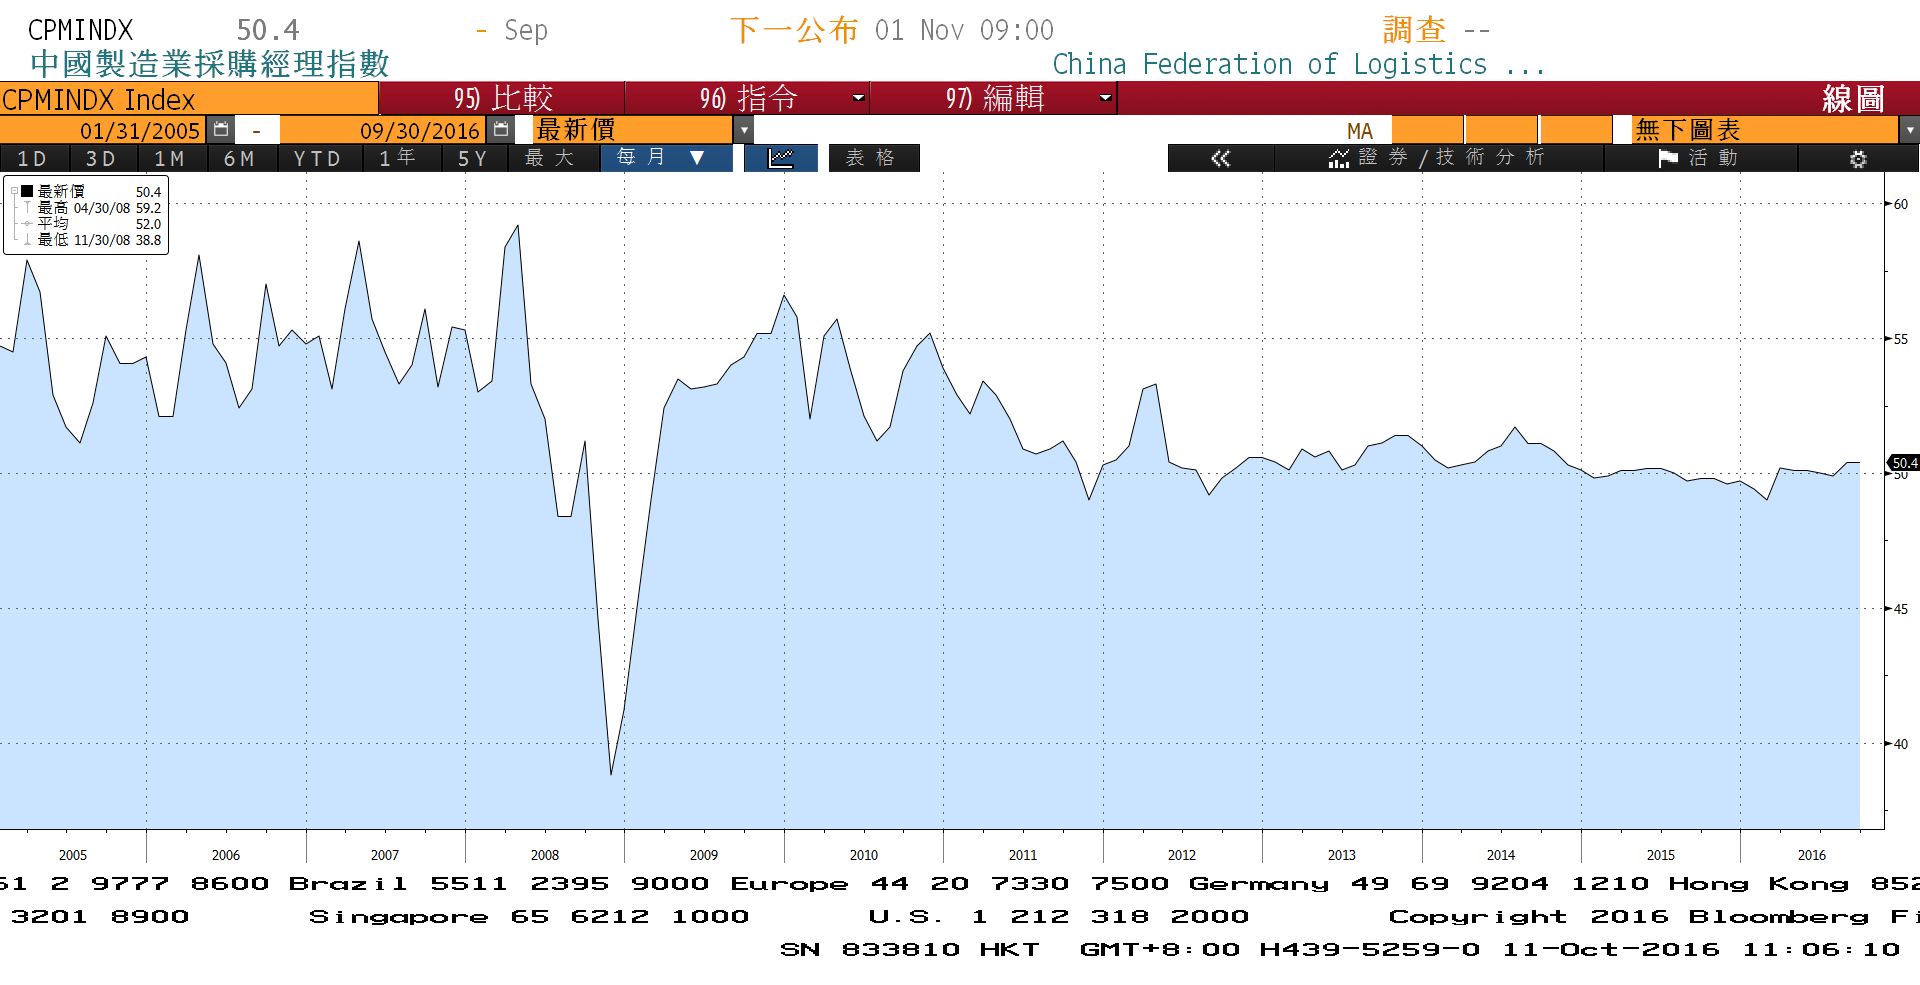 CPMINDX 50.4 - Sep 下一公布 01 Nov 09:00 調查 --
中國製造業採購經理指數 China Federation of Logistics ...
CPMINDX Index 95) 比較 96) 指令 97) 編輯 線圖
01/31/2005 - 09/30/2016 最新價 MA 無下圖表
1D 3D 1M 6M YTD 1年 5Y 最大 每月 ▼ 表格 « 證券/技術分析 活動
最新價 50.4
最高 04/30/08 59.2
平均 52.0
最低 11/30/08 38.8
60
55
50.4
50
45
40
2005 2006 2007 2008 2009 2010 2011 2012 2013 2014 2015 2016
61 2 9777 8600 Brazil 5511 2395 9000 Europe 44 20 7330 7500 Germany 49 69 9204 1210 Hong Kong 852
3201 8900 Singapore 65 6212 1000 U.S. 1 212 318 2000 Copyright 2016 Bloomberg Fi
SN 833810 HKT GMT+8:00 H439-5259-0 11-Oct-2016 11:06:10